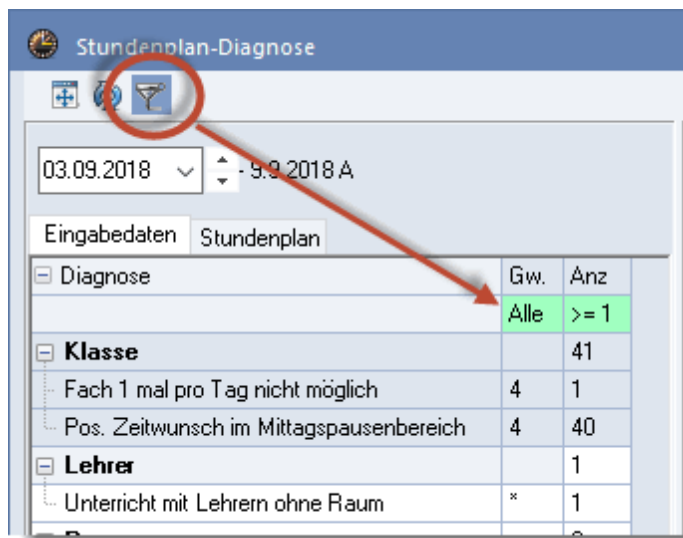 Stundenplan-Diagnose
03.09.2018 - 9.9.2018 A
Eingabedaten Stundenplan
Diagnose Gw. Anz
Alle >= 1
Klasse 41
Fach 1 mal pro Tag nicht möglich 4 1
Pos. Zeitwunsch im Mittagspausenbereich 4 40
Lehrer 1
Unterricht mit Lehrern ohne Raum * 1